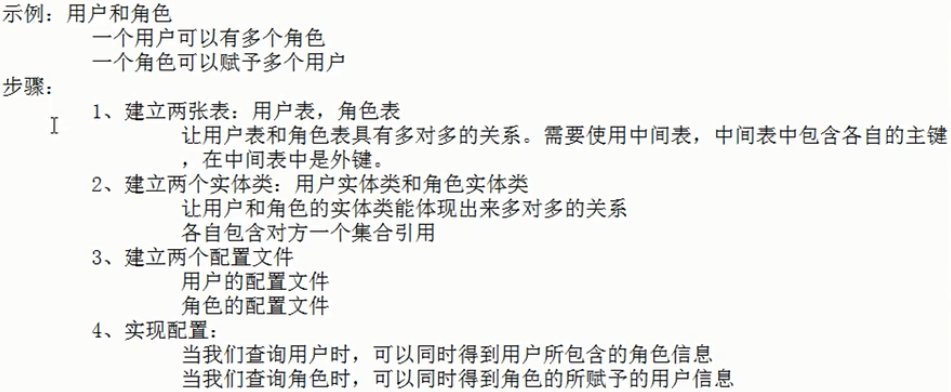 示例：用户和角色
一个用户可以有多个角色
一个角色可以赋予多个用户
步骤：
1、建立两张表：用户表，角色表
让用户表和角色表具有多对多的关系。需要使用中间表，中间表中包含各自的主键
，在中间表中是外键。
2、建立两个实体类：用户实体类和角色实体类
让用户和角色的实体类能体现出来多对多的关系
各自包含对方一个集合引用
3、建立两个配置文件
用户的配置文件
角色的配置文件
4、实现配置：
当我们查询用户时，可以同时得到用户所包含的角色信息
当我们查询角色时，可以同时得到角色的所赋予的用户信息